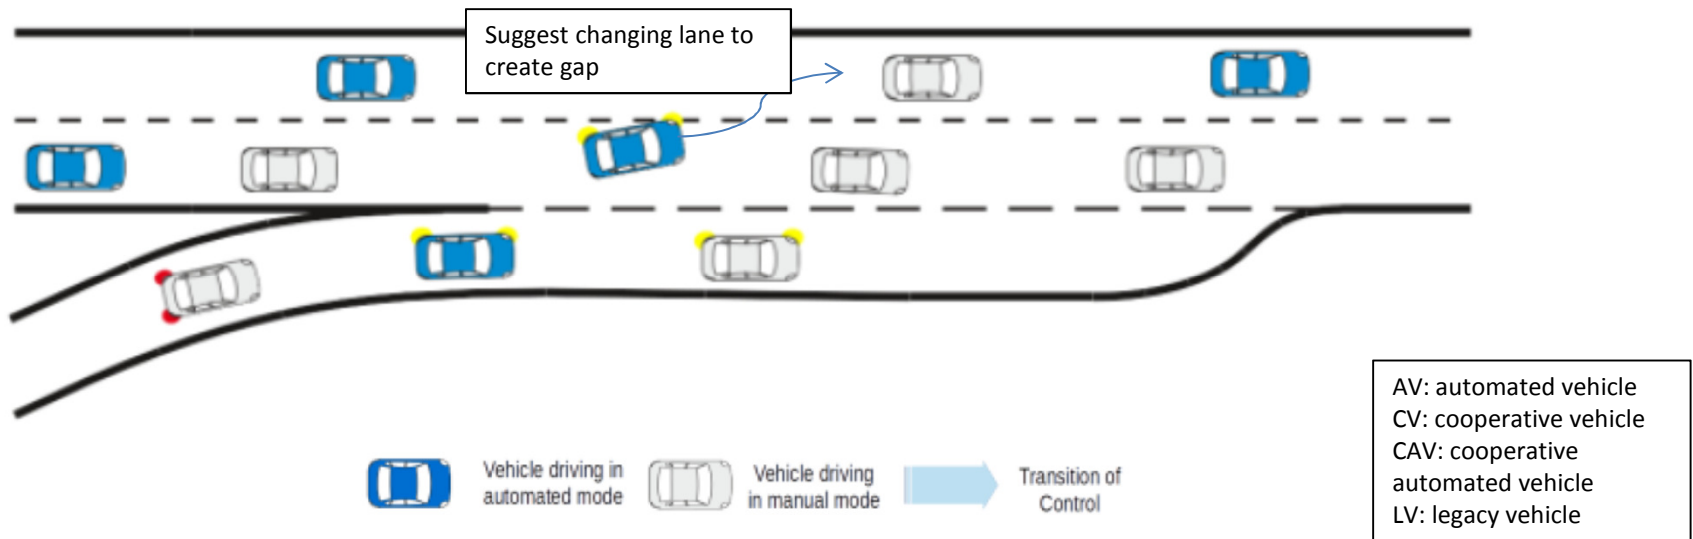 Suggest changing lane to
create gap
Vehicle driving in
automated mode
Vehicle driving
in manual mode
Transition of
Control
AV: automated vehicle
CV: cooperative vehicle
CAV: cooperative
automated vehicle
LV: legacy vehicle